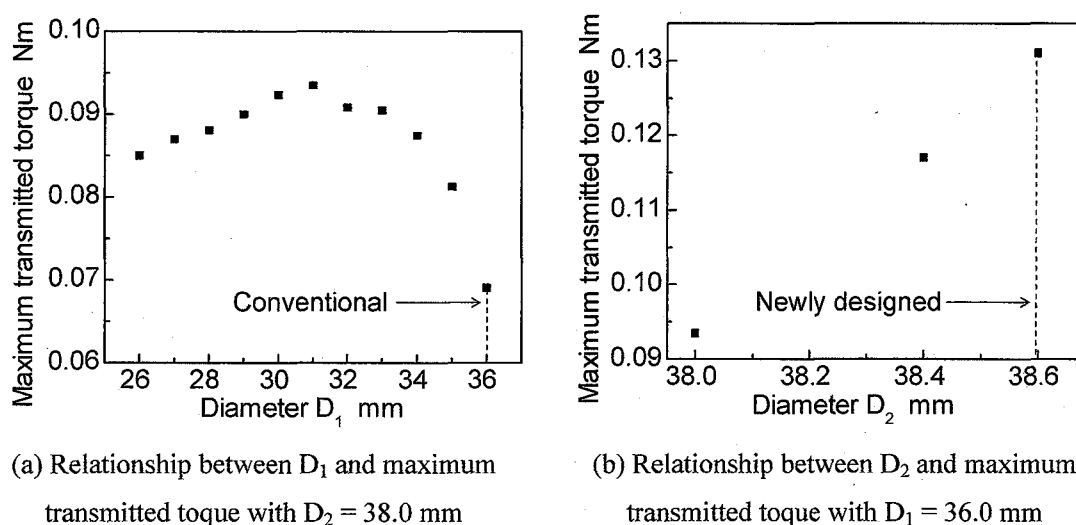 Maximum transmitted torque Nm
0.10
0.09
0.08
0.07
0.06
Conventional
26 28 30 32 34 36
Diameter D₁ mm
(a) Relationship between D₁ and maximum
transmitted toque with D₂ = 38.0 mm
Maximum transmitted torque Nm
0.13
0.12
0.11
0.10
0.09
Newly designed
38.0 38.2 38.4 38.6
Diameter D₂ mm
(b) Relationship between D₂ and maximum
transmitted toque with D₁ = 36.0 mm